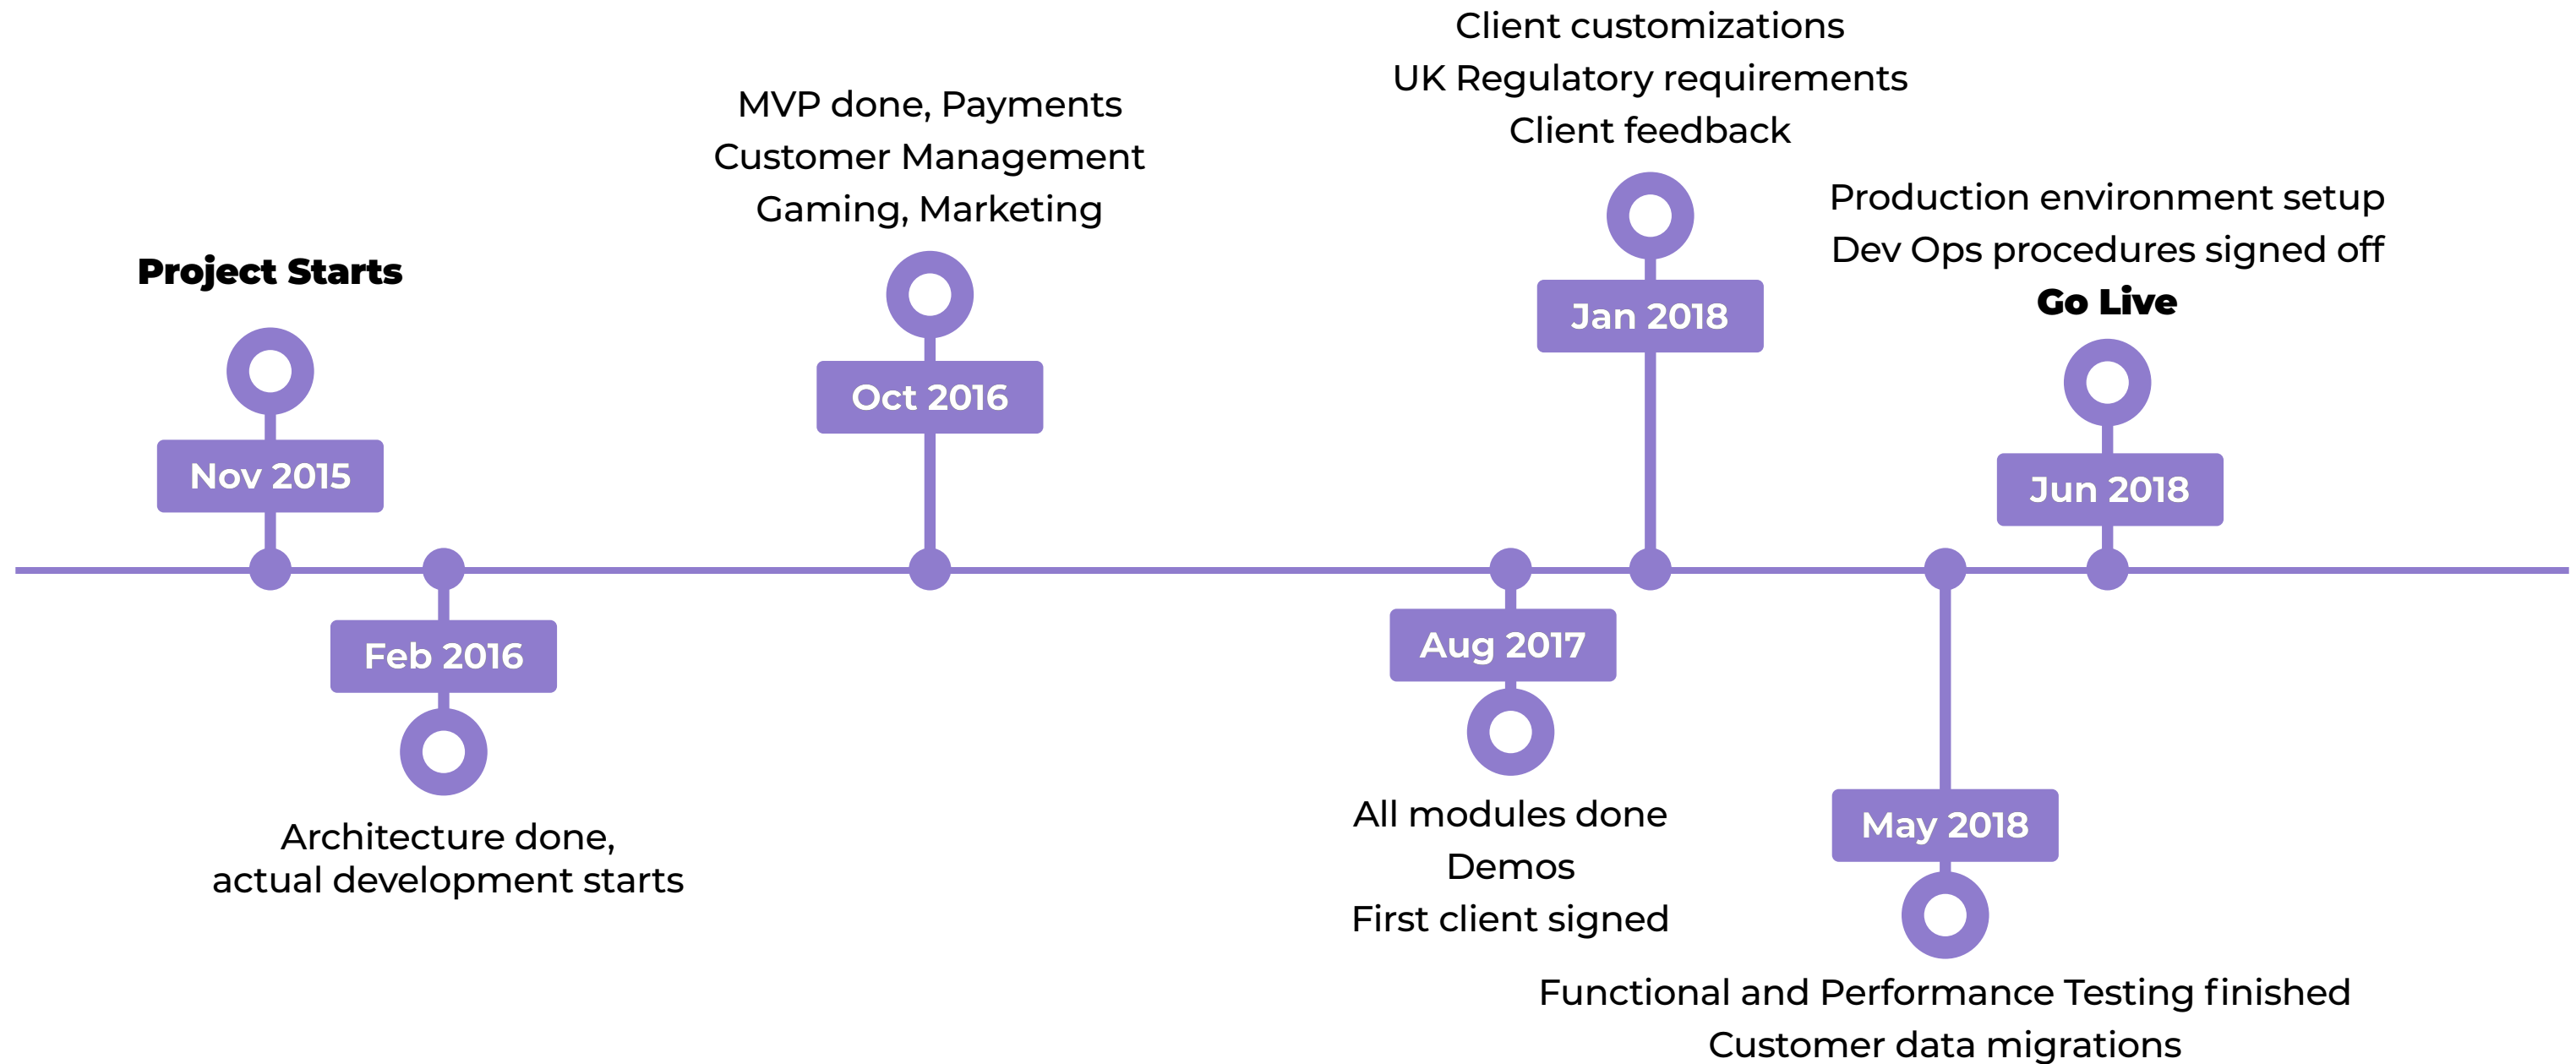 Project Starts
Nov 2015
Feb 2016
Architecture done,
actual development starts
MVP done, Payments
Customer Management
Gaming, Marketing
Oct 2016
Aug 2017
All modules done
Demos
First client signed
Client customizations
UK Regulatory requirements
Client feedback
Jan 2018
May 2018
Functional and Performance Testing finished
Customer data migrations
Production environment setup
Dev Ops procedures signed off
Go Live
Jun 2018